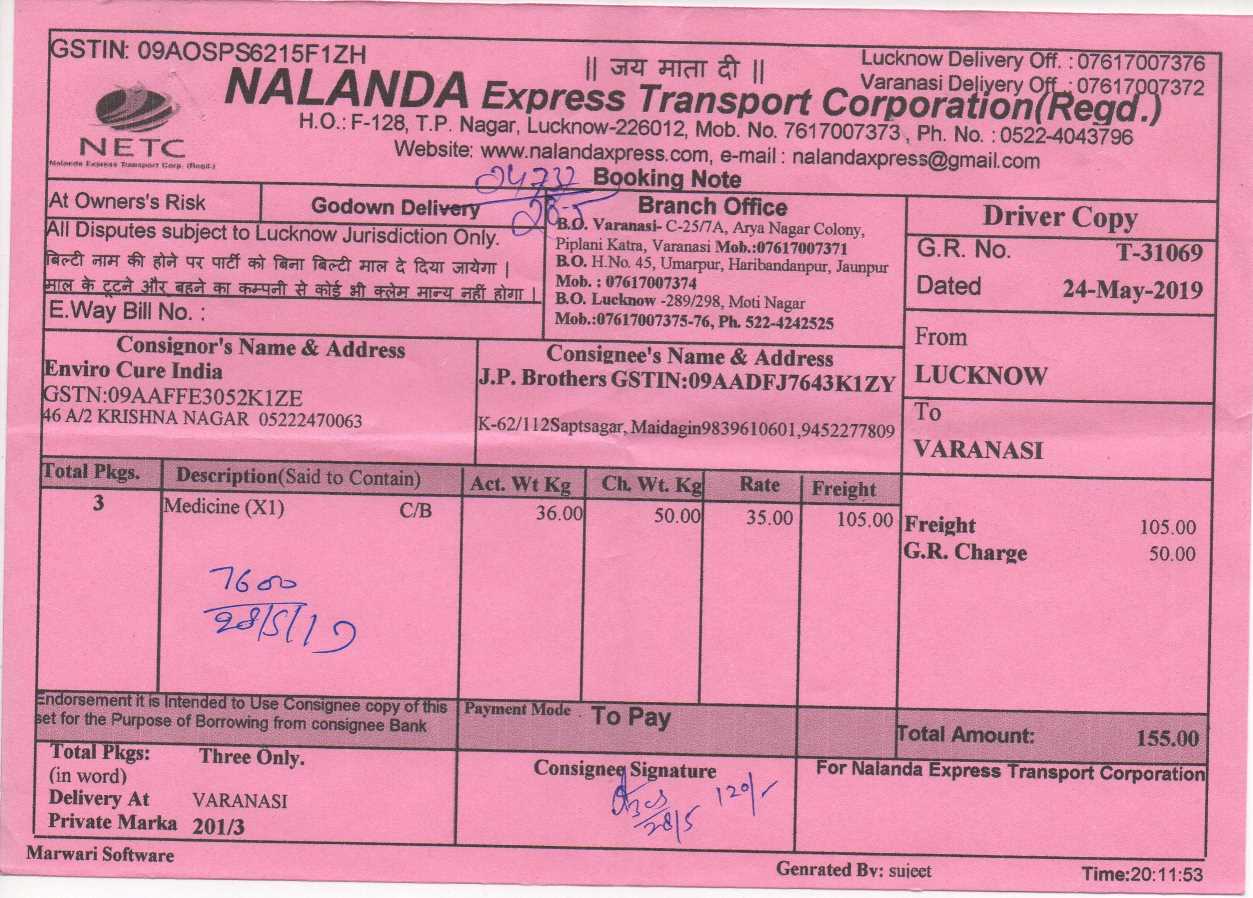 GSTIN: 09AOSPS6215F1ZH
|| जय माता दी ||
Lucknow Delivery Off. : 07617007376
Varanasi Delivery Off. : 07617007372
NALANDA Express Transport Corporation(Regd.)
NETC
Nalanda Express Transport Corp. (Regd.)
H.O.: F-128, T.P. Nagar, Lucknow-226012, Mob. No. 7617007373, Ph. No. : 0522-4043796
Website: www.nalandaxpress.com, e-mail : nalandaxpress@gmail.com
Booking Note
04732
28-5
At Owners's Risk
Godown Delivery
All Disputes subject to Lucknow Jurisdiction Only.
बिल्टी नाम की होने पर पार्टी को बिना बिल्टी माल दे दिया जायेगा |
माल के टूटने और बहने का कम्पनी से कोई भी क्लेम मान्य नहीं होगा |
E.Way Bill No. :
Branch Office
B.O. Varanasi- C-25/7A, Arya Nagar Colony,
Piplani Katra, Varanasi Mob.:07617007371
B.O. H.No. 45, Umarpur, Haribandanpur, Jaunpur
Mob. : 07617007374
B.O. Lucknow -289/298, Moti Nagar
Mob.:07617007375-76, Ph. 522-4242525
Driver Copy
G.R. No. T-31069
Dated 24-May-2019
From
LUCKNOW
To
VARANASI
Consignor's Name & Address
Enviro Cure India
GSTN:09AAFFE3052K1ZE
46 A/2 KRISHNA NAGAR 05222470063
Consignee's Name & Address
J.P. Brothers GSTIN:09AADFJ7643K1ZY
K-62/112Saptsagar, Maidagin9839610601,9452277809
Total Pkgs. Description(Said to Contain) Act. Wt Kg Ch. Wt. Kg Rate Freight
3 Medicine (X1) C/B 36.00 50.00 35.00 105.00
Freight 105.00
G.R. Charge 50.00
7600
28/5/19
Endorsement it is Intended to Use Consignee copy of this
set for the Purpose of Borrowing from consignee Bank
Payment Mode To Pay
Total Amount: 155.00
Total Pkgs: Three Only.
(in word)
Delivery At VARANASI
Private Marka 201/3
Consignee Signature
120/-
28/5
For Nalanda Express Transport Corporation
Marwari Software
Genrated By: sujeet
Time:20:11:53